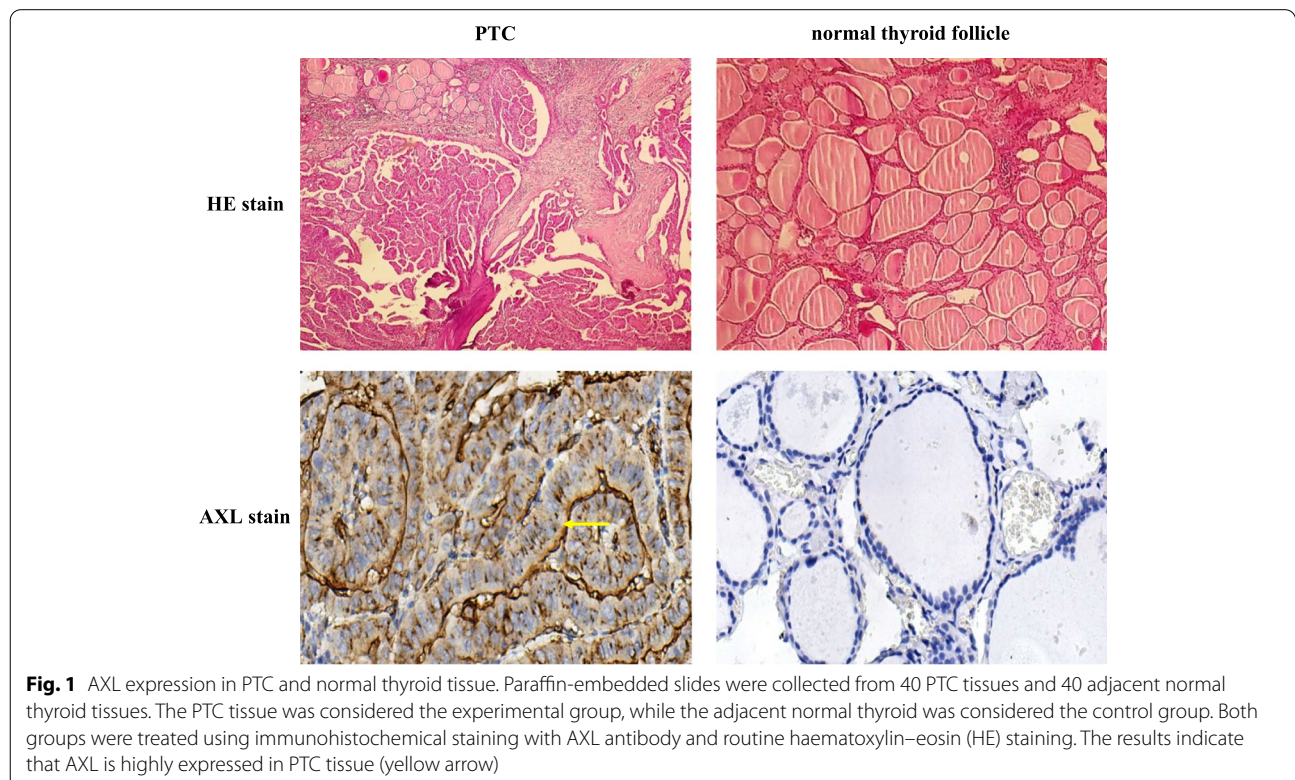 PTC
normal thyroid follicle
HE stain
AXL stain
Fig. 1 AXL expression in PTC and normal thyroid tissue. Paraffin-embedded slides were collected from 40 PTC tissues and 40 adjacent normal
thyroid tissues. The PTC tissue was considered the experimental group, while the adjacent normal thyroid was considered the control group. Both
groups were treated using immunohistochemical staining with AXL antibody and routine haematoxylin–eosin (HE) staining. The results indicate
that AXL is highly expressed in PTC tissue (yellow arrow)